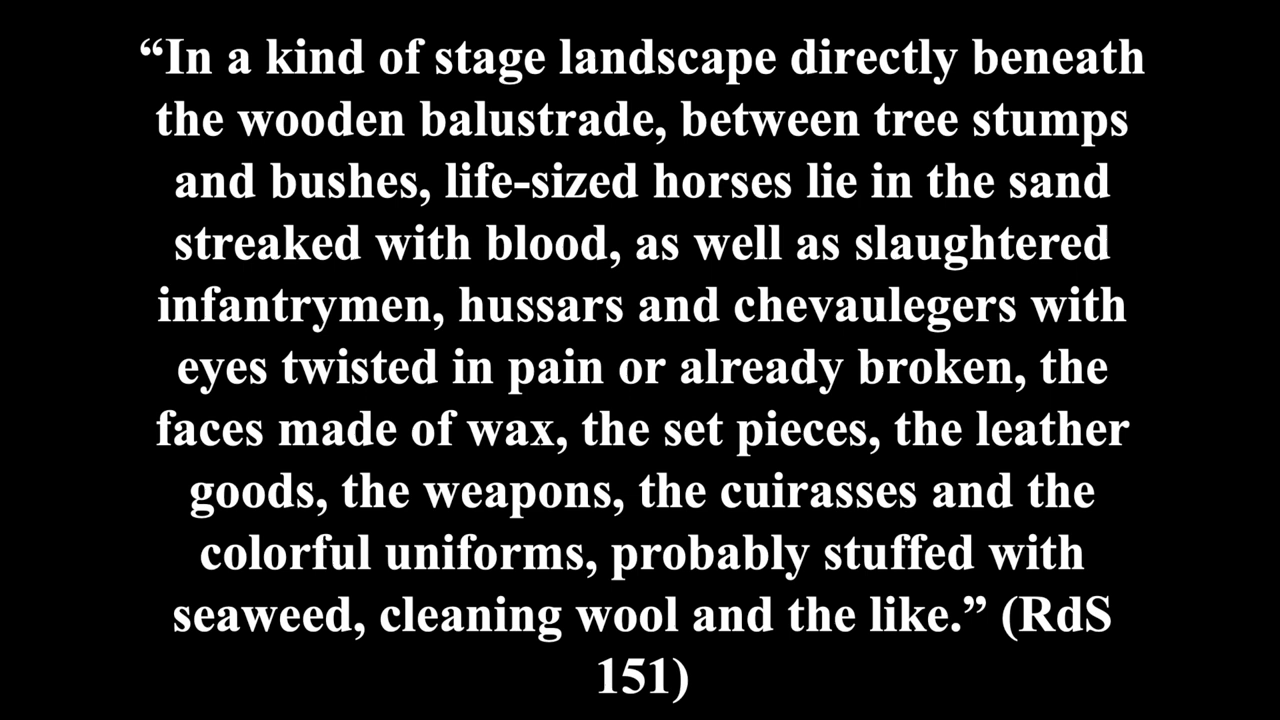 “In a kind of stage landscape directly beneath
the wooden balustrade, between tree stumps
and bushes, life-sized horses lie in the sand
streaked with blood, as well as slaughtered
infantrymen, hussars and chevaulegers with
eyes twisted in pain or already broken, the
faces made of wax, the set pieces, the leather
goods, the weapons, the cuirasses and the
colorful uniforms, probably stuffed with
seaweed, cleaning wool and the like.” (RdS
151)